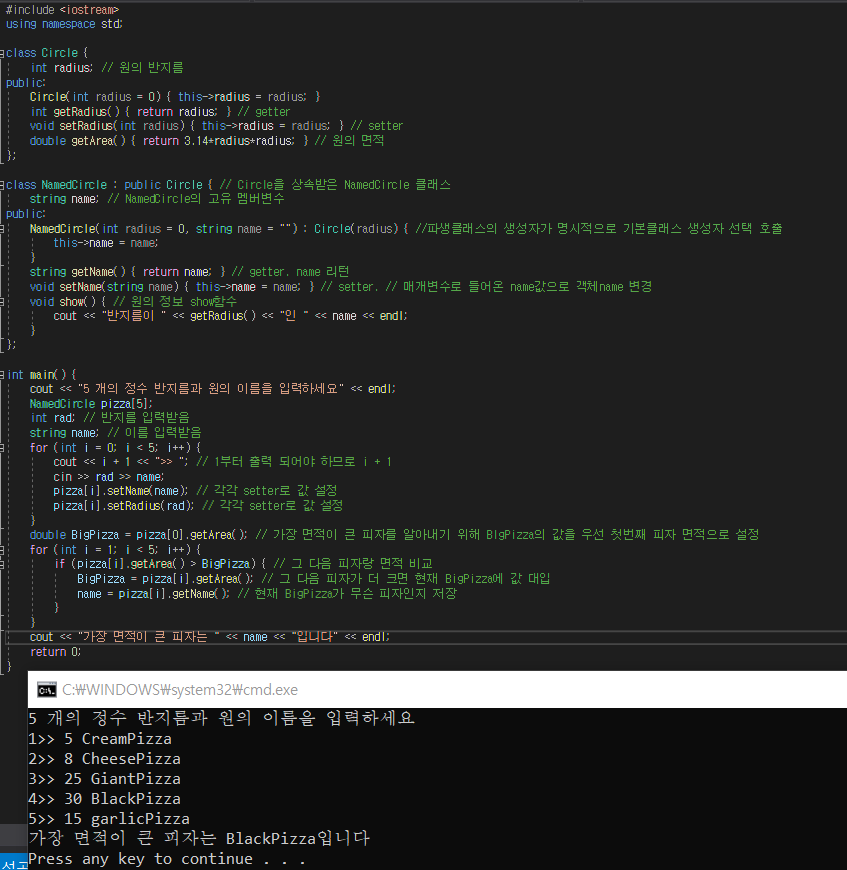 #include <iostream>
using namespace std;
class Circle {
int radius; // 원의 반지름
public:
Circle(int radius = 0) { this->radius = radius; }
int getRadius() { return radius; } // getter
void setRadius(int radius) { this->radius = radius; } // setter
double getArea() { return 3.14*radius*radius; } // 원의 면적
};
class NamedCircle : public Circle { // Circle을 상속받은 NamedCircle 클래스
string name; // NamedCircle의 고유 멤버변수
public:
NamedCircle(int radius = 0, string name = "") : Circle(radius) { //파생클래스의 생성자가 명시적으로 기본클래스 생성자 선택 호출
this->name = name;
}
string getName() { return name; } // getter. name 리턴
void setName(string name) { this->name = name; } // setter. // 매개변수로 들어온 name값으로 객체name 변경
void show() { // 원의 정보 show함수
cout << "반지름이 " << getRadius() << "인 " << name << endl;
}
};
int main() {
cout << "5 개의 정수 반지름과 원의 이름을 입력하세요" << endl;
NamedCircle pizza[5];
int rad; // 반지름 입력받음
string name; // 이름 입력받음
for (int i = 0; i < 5; i++) {
cout << i + 1 << ">> "; // 1부터 출력 되어야 하므로 i + 1
cin >> rad >> name;
pizza[i].setName(name); // 각각 setter로 값 설정
pizza[i].setRadius(rad); // 각각 setter로 값 설정
}
double BigPizza = pizza[0].getArea(); // 가장 면적이 큰 피자를 알아내기 위해 BigPizza의 값을 우선 첫번째 피자 면적으로 설정
for (int i = 1; i < 5; i++) {
if (pizza[i].getArea() > BigPizza) { // 그 다음 피자랑 면적 비교
BigPizza = pizza[i].getArea(); // 그 다음 피자가 더 크면 현재 BigPizza에 값 대입
name = pizza[i].getName(); // 현재 BigPizza가 무슨 피자인지 저장
}
}
cout << "가장 면적이 큰 피자는 " << name << "입니다" << endl;
return 0;
}
C:₩WINDOWS₩system32₩cmd.exe
5 개의 정수 반지름과 원의 이름을 입력하세요
1>> 5 CreamPizza
2>> 8 CheesePizza
3>> 25 GiantPizza
4>> 30 BlackPizza
5>> 15 garlicPizza
가장 면적이 큰 피자는 BlackPizza입니다
Press any key to continue . . .